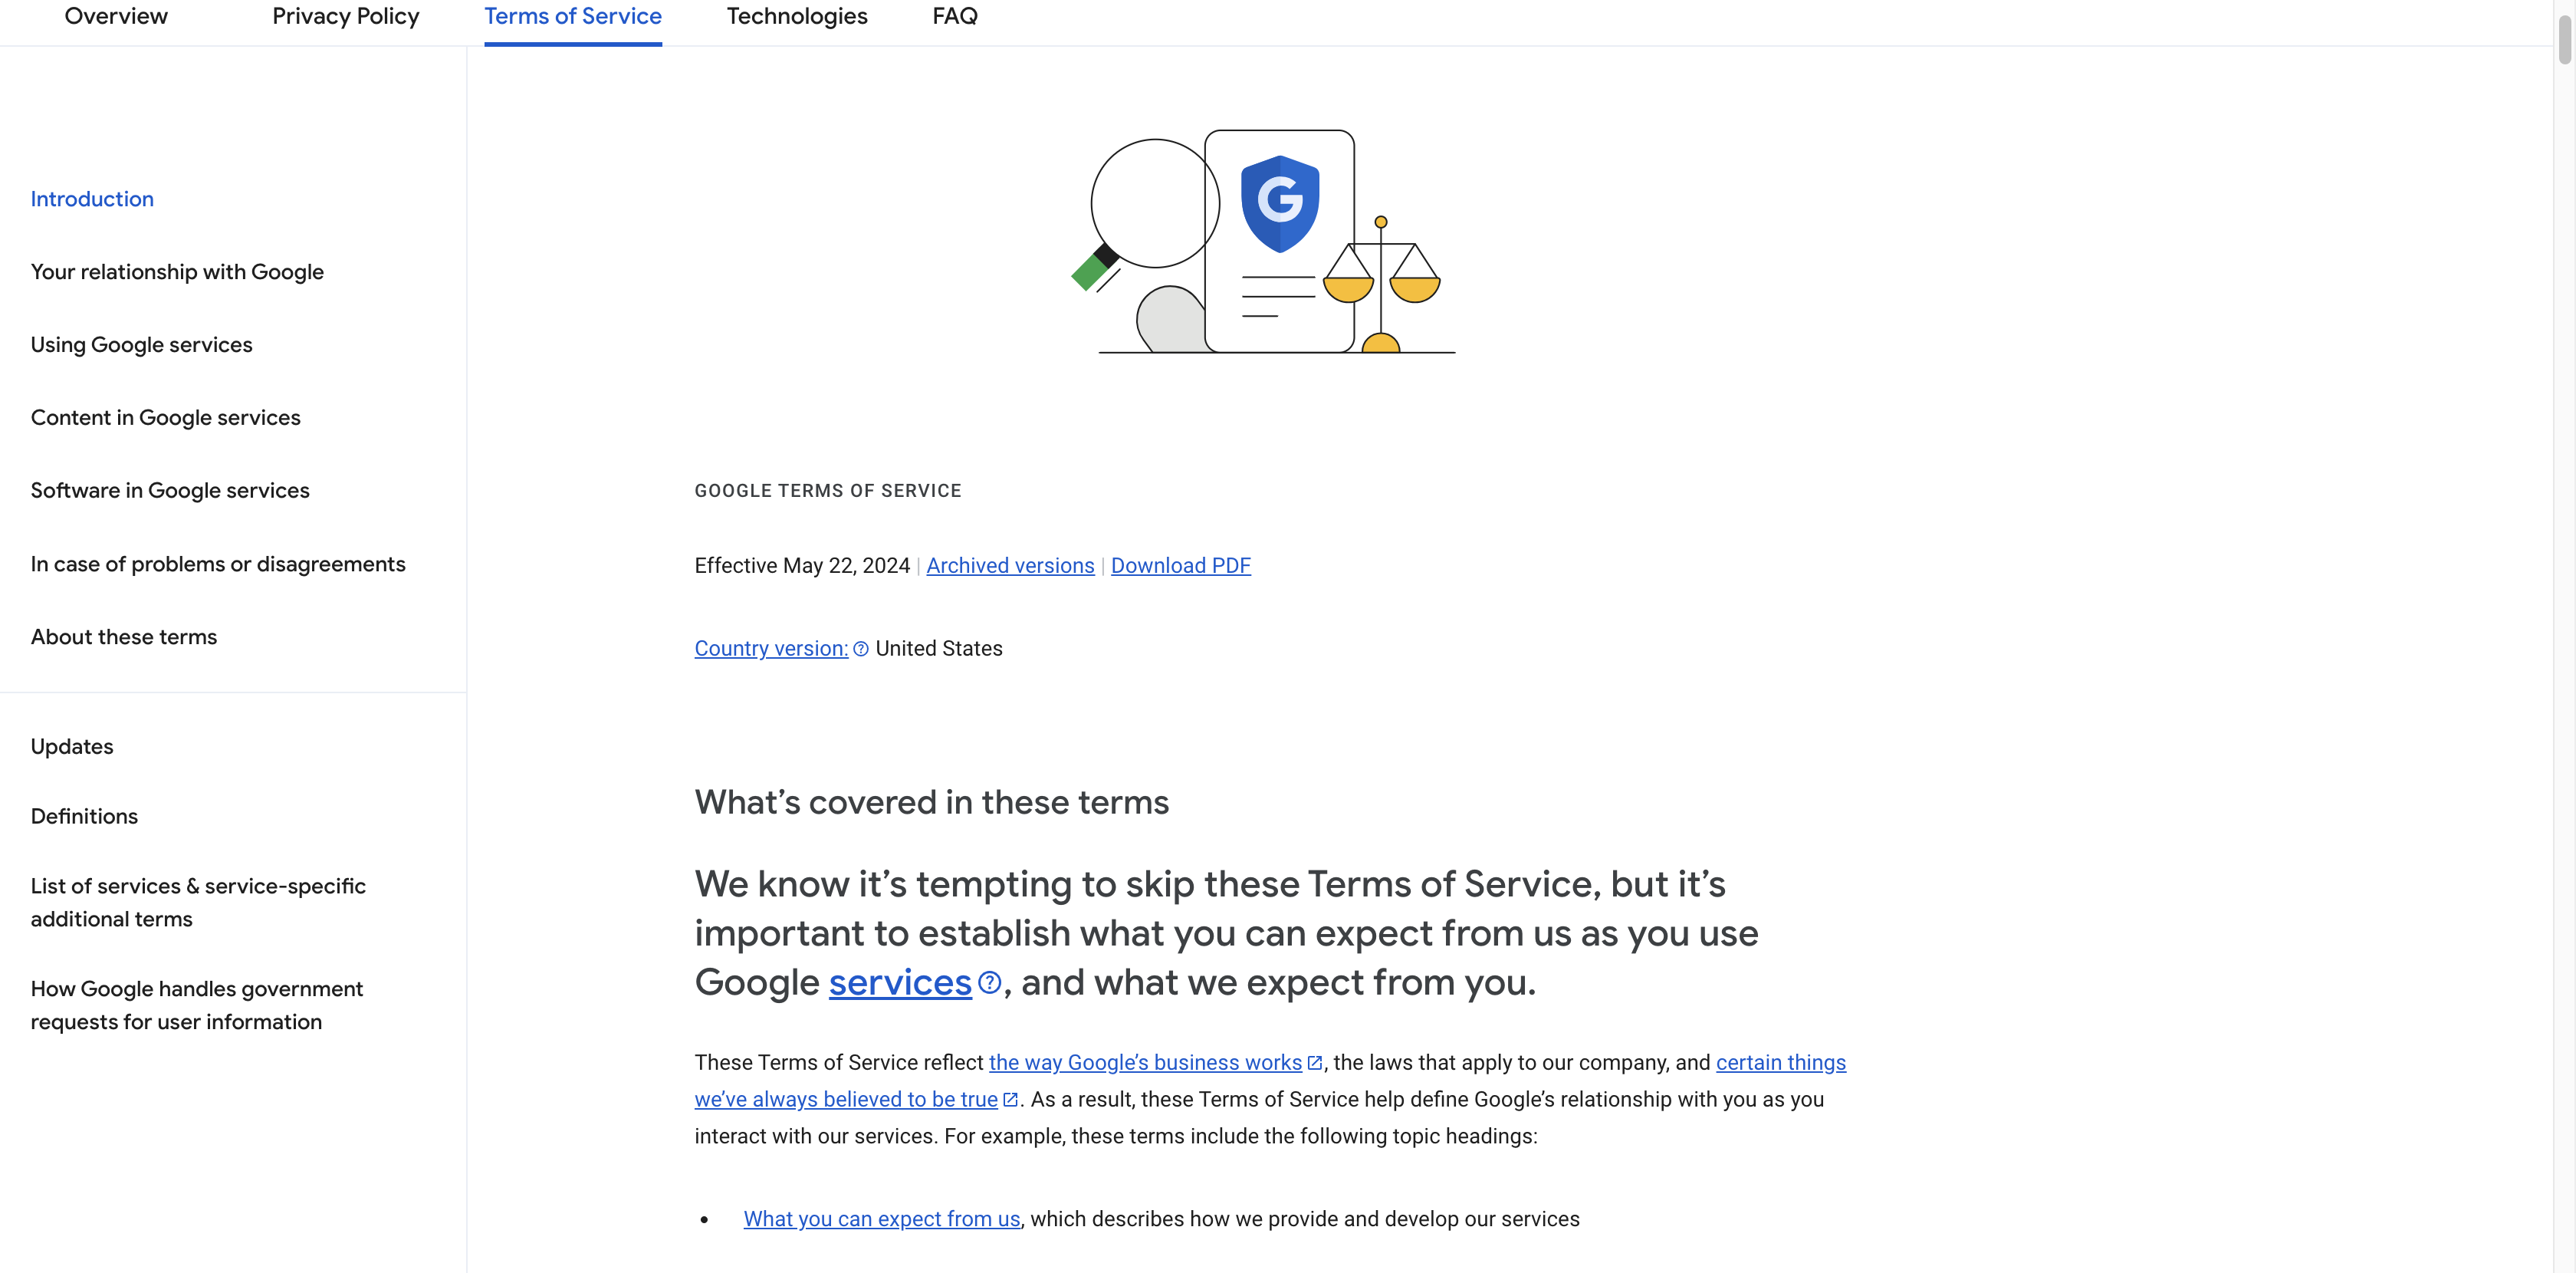 Overview Privacy Policy Terms of Service Technologies FAQ
Introduction
Your relationship with Google
Using Google services
Content in Google services
Software in Google services
In case of problems or disagreements
About these terms
Updates
Definitions
List of services & service-specific
additional terms
How Google handles government
requests for user information
G
GOOGLE TERMS OF SERVICE
Effective May 22, 2024 | Archived versions | Download PDF
Country version: United States
What’s covered in these terms
We know it’s tempting to skip these Terms of Service, but it’s
important to establish what you can expect from us as you use
Google services, and what we expect from you.
These Terms of Service reflect the way Google’s business works, the laws that apply to our company, and certain things
we’ve always believed to be true. As a result, these Terms of Service help define Google’s relationship with you as you
interact with our services. For example, these terms include the following topic headings:
• What you can expect from us, which describes how we provide and develop our services